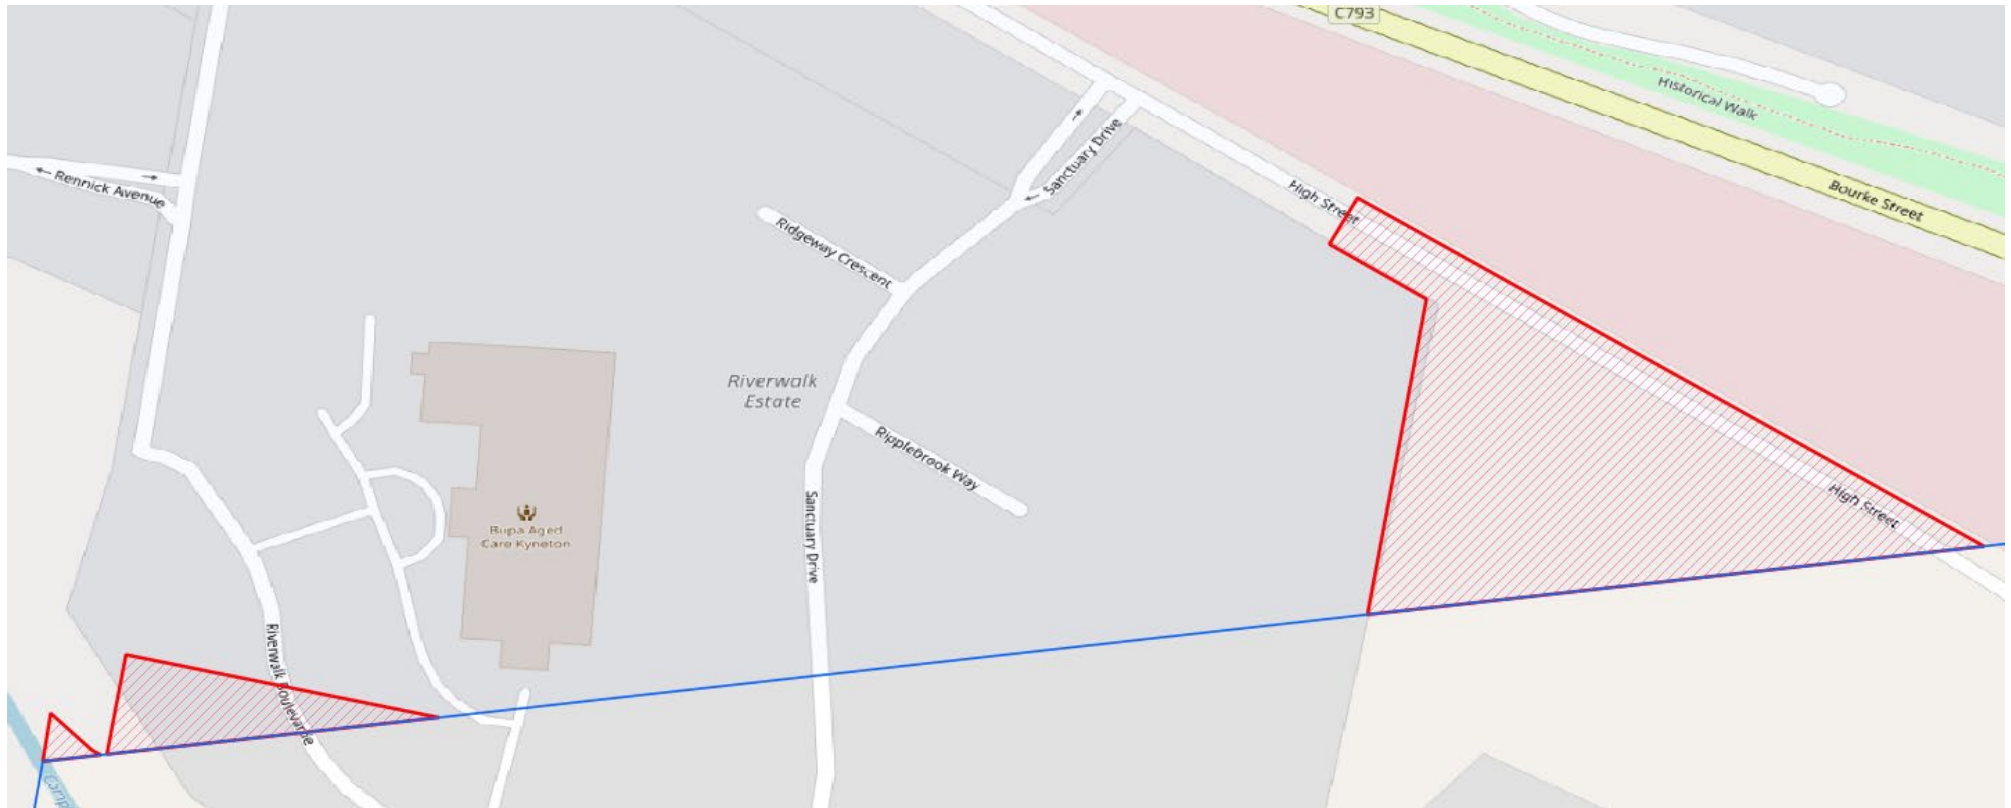 C793
Historical Walk
Bourke Street
Sanctuary Drive
Rennick Avenue
High Street
Ridgeway Crescent
Riverwalk
Estate
Ripplebrook Way
High Street
Sanctuary Drive
Bupa Aged
Care Kyneton
Riverwalk Boulevarde